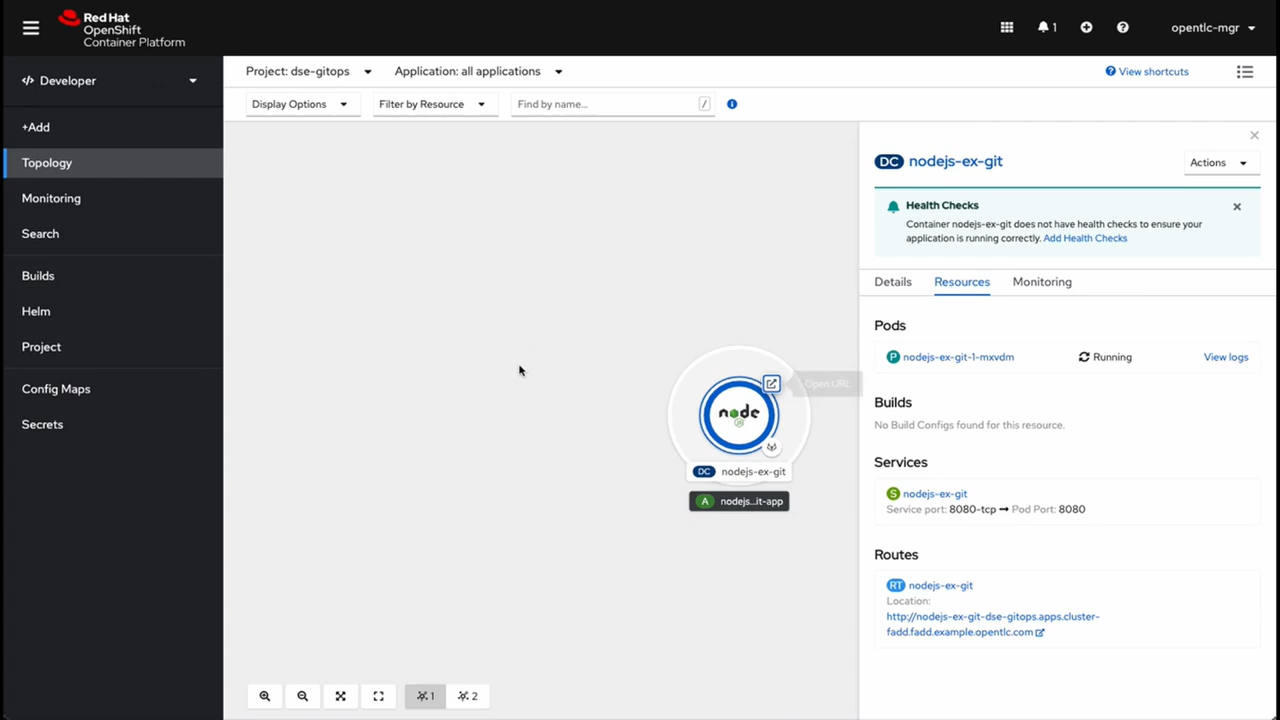 Red Hat
OpenShift
Container Platform
1
opentlc-mgr
Developer
+Add
Topology
Monitoring
Search
Builds
Helm
Project
Config Maps
Secrets
Project: dse-gitops
Application: all applications
View shortcuts
Display Options
Filter by Resource
Find by name...
/
node
JS
Open URL
DC nodejs-ex-git
A nodejs...it-app
1
2
DC nodejs-ex-git
Actions
Health Checks
Container nodejs-ex-git does not have health checks to ensure your
application is running correctly. Add Health Checks
Details Resources Monitoring
Pods
P nodejs-ex-git-1-mxvdm Running View logs
Builds
No Build Configs found for this resource.
Services
S nodejs-ex-git
Service port: 8080-tcp → Pod Port: 8080
Routes
RT nodejs-ex-git
Location:
http://nodejs-ex-git-dse-gitops.apps.cluster-
fadd.fadd.example.opentlc.com